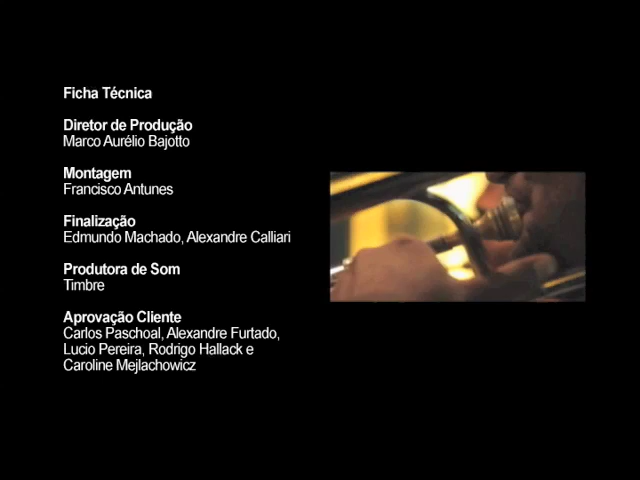 Ficha Técnica
Diretor de Produção
Marco Aurélio Bajotto
Montagem
Francisco Antunes
Finalização
Edmundo Machado, Alexandre Calliari
Produtora de Som
Timbre
Aprovação Cliente
Carlos Paschoal, Alexandre Furtado,
Lucio Pereira, Rodrigo Hallack e
Caroline Mejlachowicz